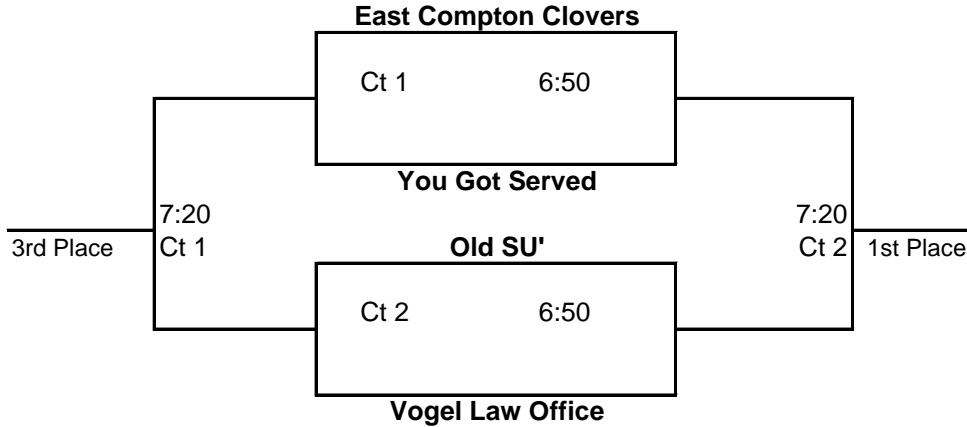 East Compton Clovers
Ct 1 6:50
You Got Served
7:20 7:20
3rd Place Ct 1 Old SU' Ct 2 1st Place
Ct 2 6:50
Vogel Law Office